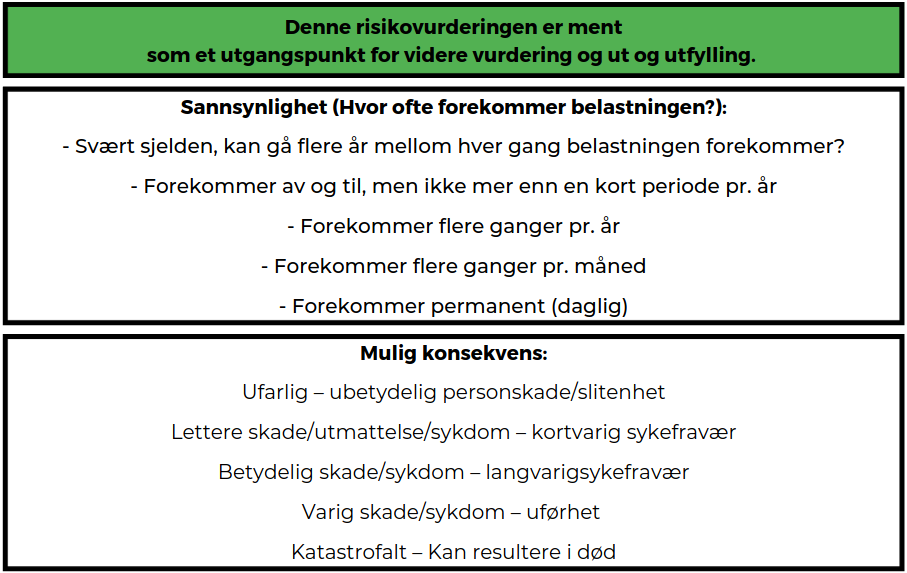 Denne risikovurderingen er ment
som et utgangspunkt for videre vurdering og ut og utfylling.
Sannsynlighet (Hvor ofte forekommer belastningen?):
- Svært sjelden, kan gå flere år mellom hver gang belastningen forekommer?
- Forekommer av og til, men ikke mer enn en kort periode pr. år
- Forekommer flere ganger pr. år
- Forekommer flere ganger pr. måned
- Forekommer permanent (daglig)
Mulig konsekvens:
Ufarlig – ubetydelig personskade/slitenhet
Lettere skade/utmattelse/sykdom – kortvarig sykefravær
Betydelig skade/sykdom – langvarigsykefravær
Varig skade/sykdom – uførhet
Katastrofalt – Kan resultere i død